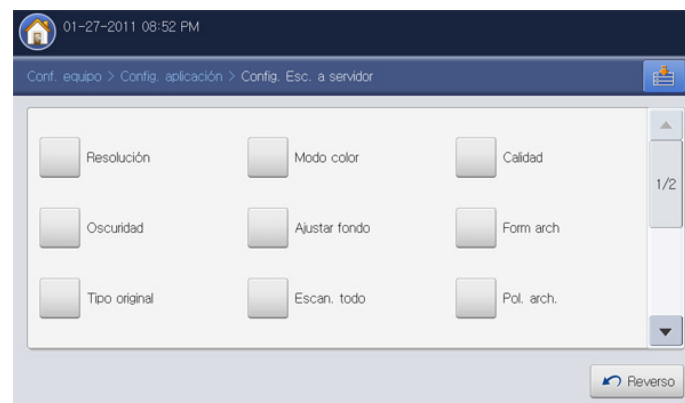 01-27-2011 08:52 PM
Conf. equipo > Config. aplicación > Config. Esc. a servidor
Resolución Modo color Calidad
1/2
Oscuridad Ajustar fondo Form arch
Tipo original Escan. todo Pol. arch.
Reverso